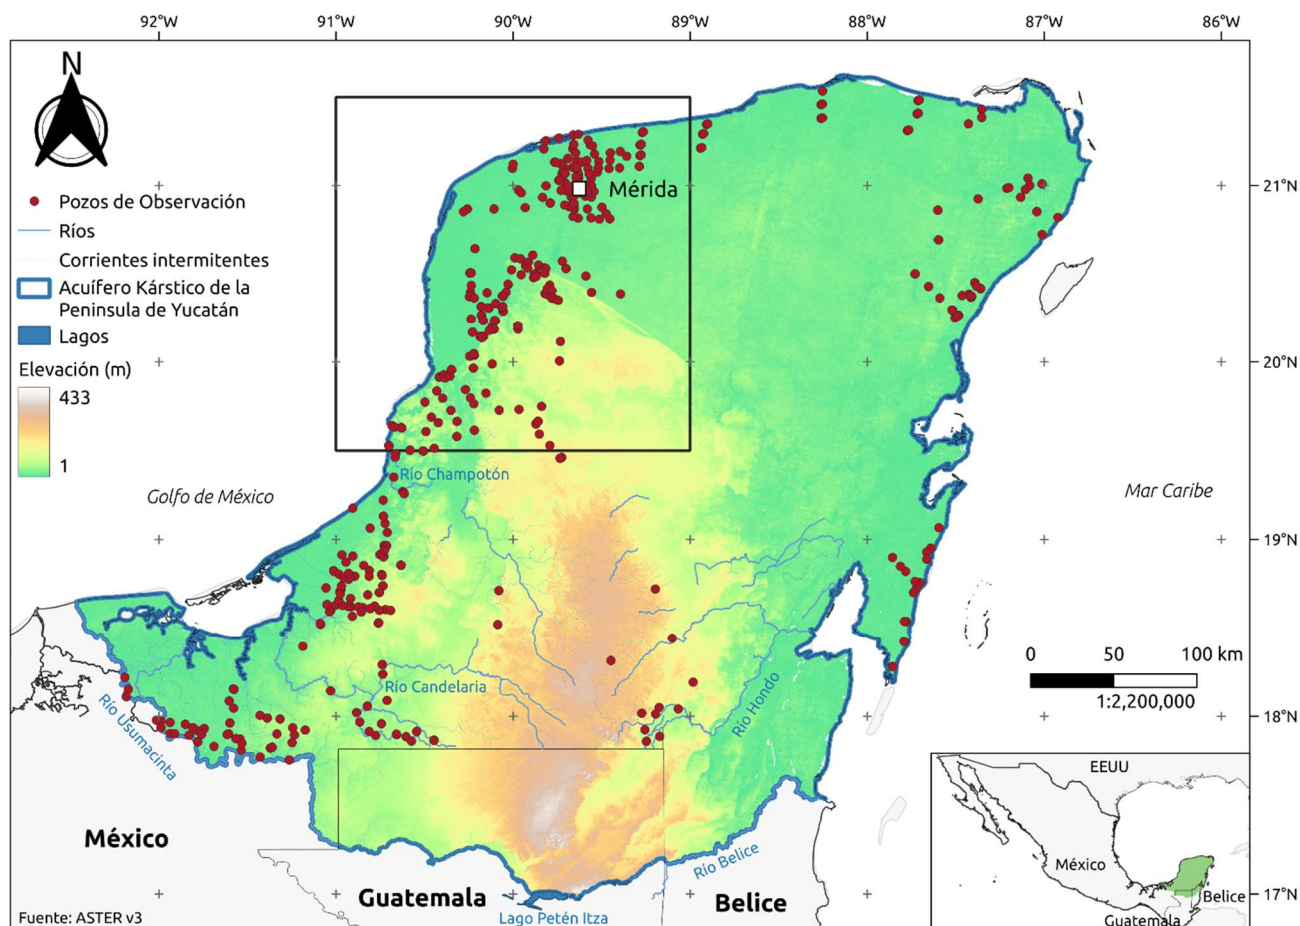 92°W
91°W
90°W
89°W
88°W
87°W
86°W
N
Pozos de Observación
Ríos
Corrientes intermitentes
Acuífero Kárstico de la
Peninsula de Yucatán
Lagos
Elevación (m)
433
1
Mérida
21°N
20°N
19°N
18°N
17°N
Golfo de México
Mar Caribe
Río Champotón
Río Candelaria
Río Usumacinta
Río Hondo
Río Belice
0 50 100 km
1:2,200,000
México
Guatemala
Belice
Lago Petén Itza
Fuente: ASTER v3
EEUU
México
Belice
Guatemala